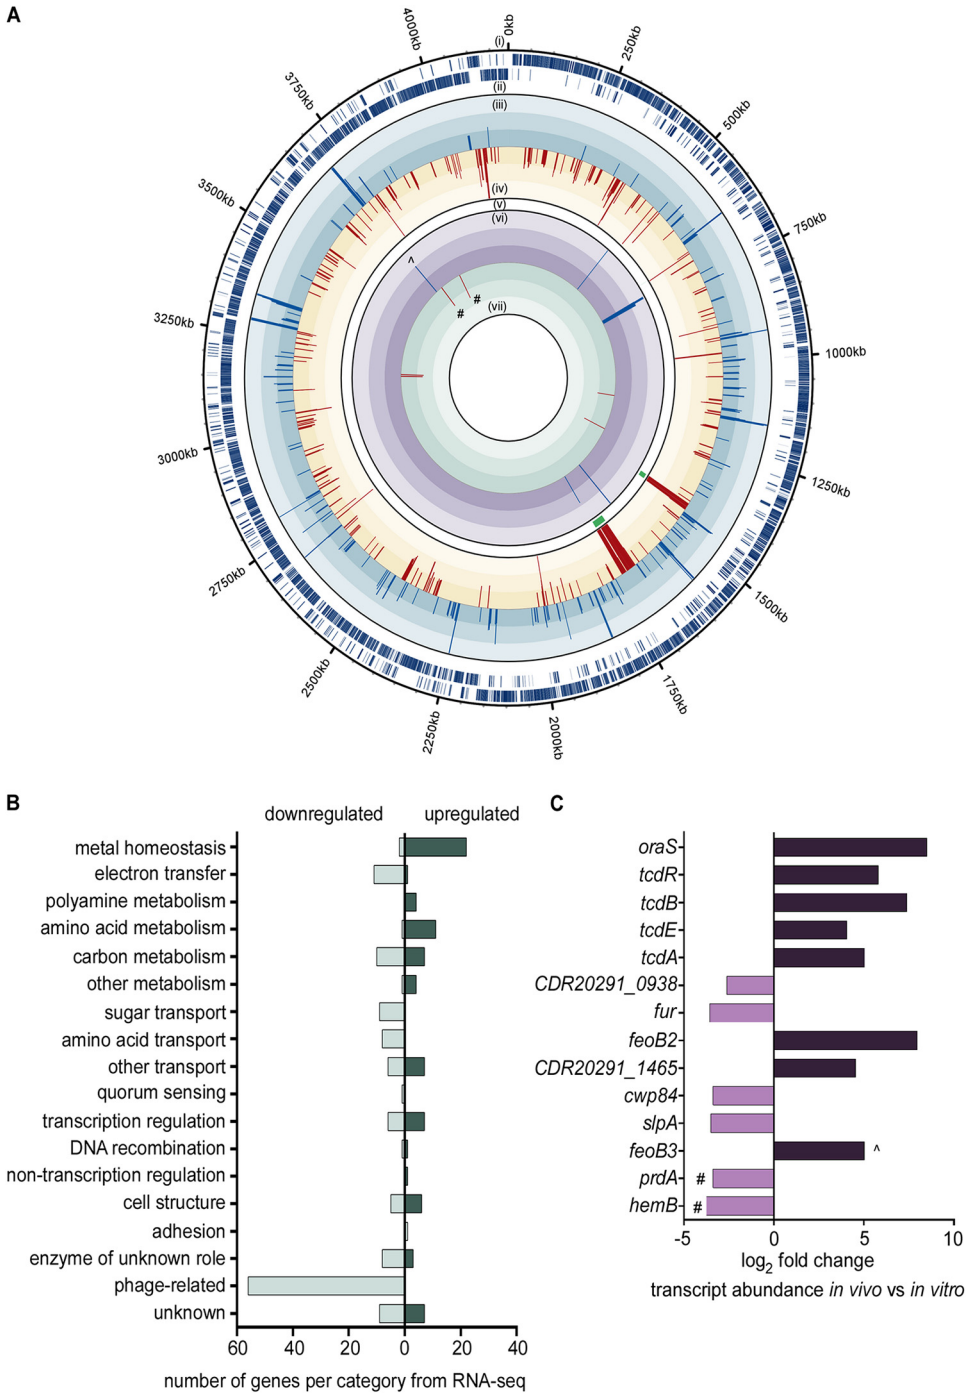 A
(i)
0kb
250kb
500kb
750kb
1000kb
1250kb
1500kb
1750kb
2000kb
2250kb
2500kb
2750kb
3000kb
3250kb
3500kb
3750kb
4000kb
(ii)
(iii)
(iv)
(v)
(vi)
^
#
#
(vii)
B
downregulated upregulated
metal homeostasis
electron transfer
polyamine metabolism
amino acid metabolism
carbon metabolism
other metabolism
sugar transport
amino acid transport
other transport
quorum sensing
transcription regulation
DNA recombination
non-transcription regulation
cell structure
adhesion
enzyme of unknown role
phage-related
unknown
60 40 20 0 20 40
number of genes per category from RNA-seq
C
oraS
tcdR
tcdB
tcdE
tcdA
CDR20291_0938
fur
feoB2
CDR20291_1465
cwp84
slpA
feoB3 ^
prdA #
hemB #
-5 0 5 10
log2 fold change
transcript abundance in vivo vs in vitro